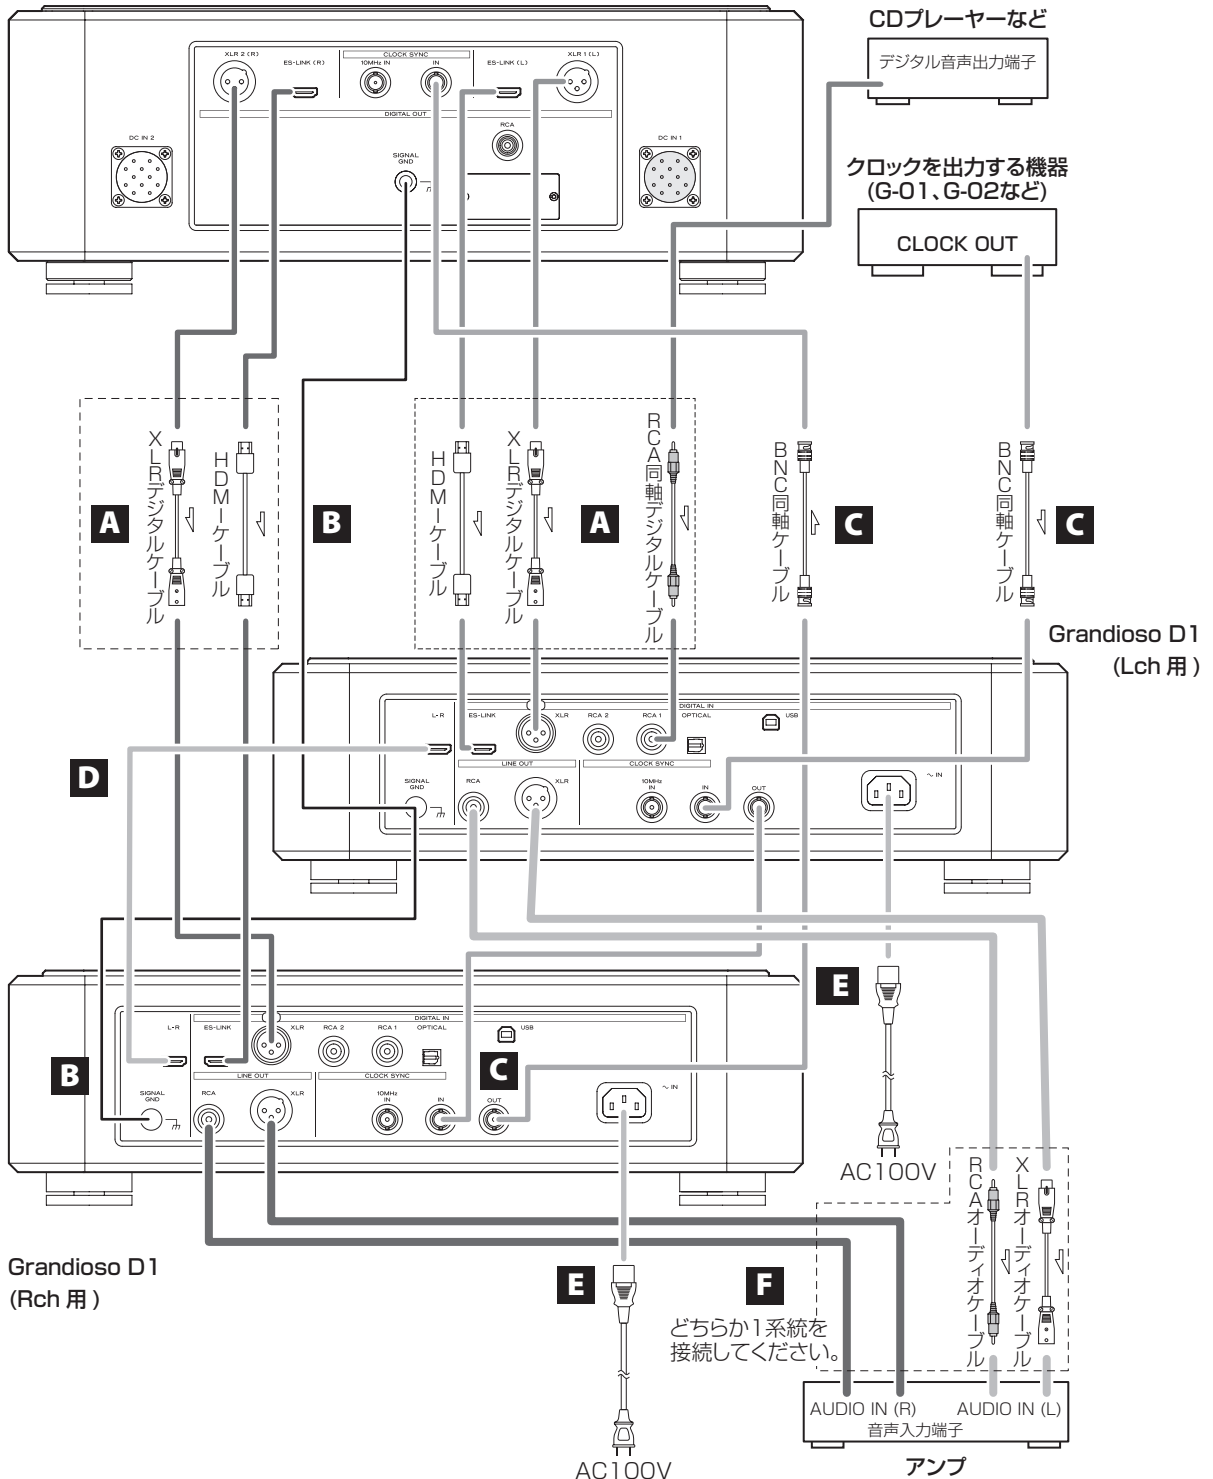 CDプレーヤーなど
デジタル音声出力端子
XLR 2 (R)
ES-LINK (R)
CLOCK SYNC
10MHz IN
IN
ES-LINK (L)
XLR 1 (L)
DIGITAL OUT
RCA
DC IN 2
SIGNAL
GND
DC IN 1
クロックを出力する機器
(G-01、G-02など)
CLOCK OUT
A
XLRデジタルケーブル
HDMIケーブル
B
HDMIケーブル
XLRデジタルケーブル
A
RCA同軸デジタルケーブル
BNC同軸ケーブル
C
BNC同軸ケーブル
C
Grandioso D1
(Lch 用 )
DIGITAL IN
L-R
ES-LINK
XLR
RCA 2
RCA 1
OPTICAL
USB
D
LINE OUT
CLOCK SYNC
SIGNAL
GND
RCA
XLR
10MHz
IN
IN
OUT
~ IN
E
AC100V
DIGITAL IN
L-R
ES-LINK
XLR
RCA 2
RCA 1
OPTICAL
USB
B
C
LINE OUT
CLOCK SYNC
SIGNAL
GND
RCA
XLR
10MHz
IN
IN
OUT
~ IN
Grandioso D1
(Rch 用 )
E
AC100V
F
どちらか1系統を
接続してください。
RCAオーディオケーブル
XLRオーディオケーブル
AUDIO IN (R)
AUDIO IN (L)
音声入力端子
アンプ